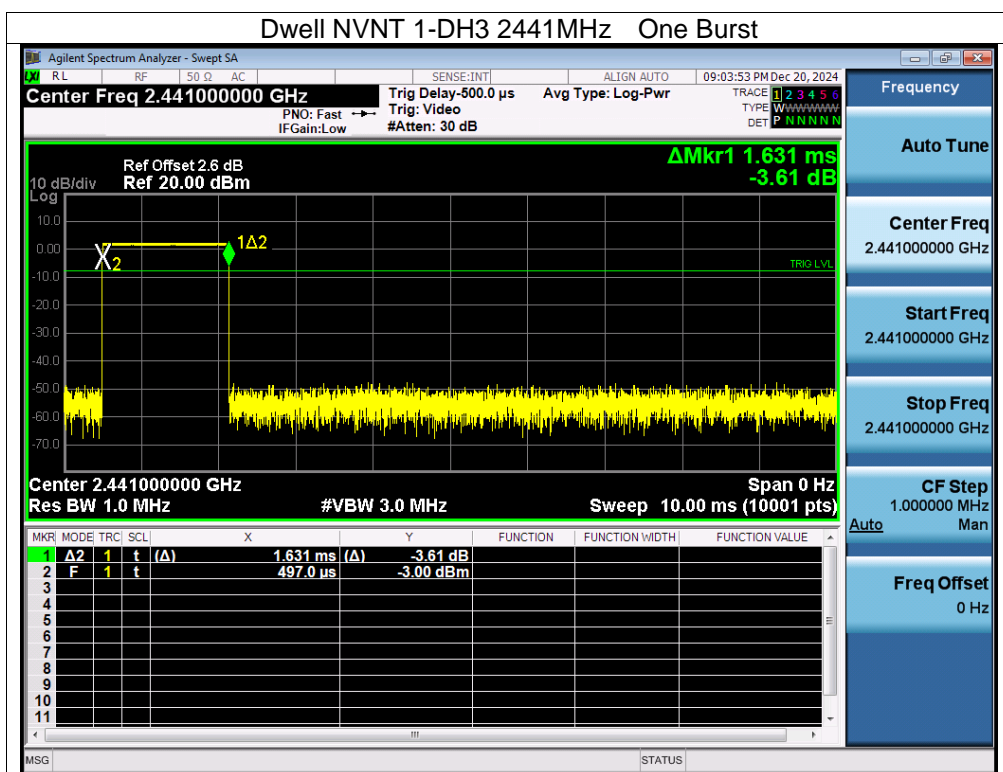 Dwell NVNT 1-DH3 2441MHz One Burst
Agilent Spectrum Analyzer - Swept SA
LXI RL RF 50 Ω AC SENSE:INT ALIGN AUTO 09:03:53 PM Dec 20, 2024
Center Freq 2.441000000 GHz Trig Delay-500.0 µs Avg Type: Log-Pwr TRACE 1 2 3 4 5 6
PNO: Fast Trig: Video TYPE WWWWWW
IFGain:Low #Atten: 30 dB DET P N N N N N
Ref Offset 2.6 dB ΔMkr1 1.631 ms
10 dB/div Ref 20.00 dBm -3.61 dB
Log
10.0
0.00
-10.0
-20.0
-30.0
-40.0
-50.0
-60.0
-70.0
1Δ2
2
TRIG LVL
Center 2.441000000 GHz Span 0 Hz
Res BW 1.0 MHz #VBW 3.0 MHz Sweep 10.00 ms (10001 pts)
MKR MODE TRC SCL X Y FUNCTION FUNCTION WIDTH FUNCTION VALUE
1 Δ2 1 t (Δ) 1.631 ms (Δ) -3.61 dB
2 F 1 t 497.0 µs -3.00 dBm
3
4
5
6
7
8
9
10
11
MSG STATUS
Frequency
Auto Tune
Center Freq
2.441000000 GHz
Start Freq
2.441000000 GHz
Stop Freq
2.441000000 GHz
CF Step
1.000000 MHz
Auto Man
Freq Offset
0 Hz